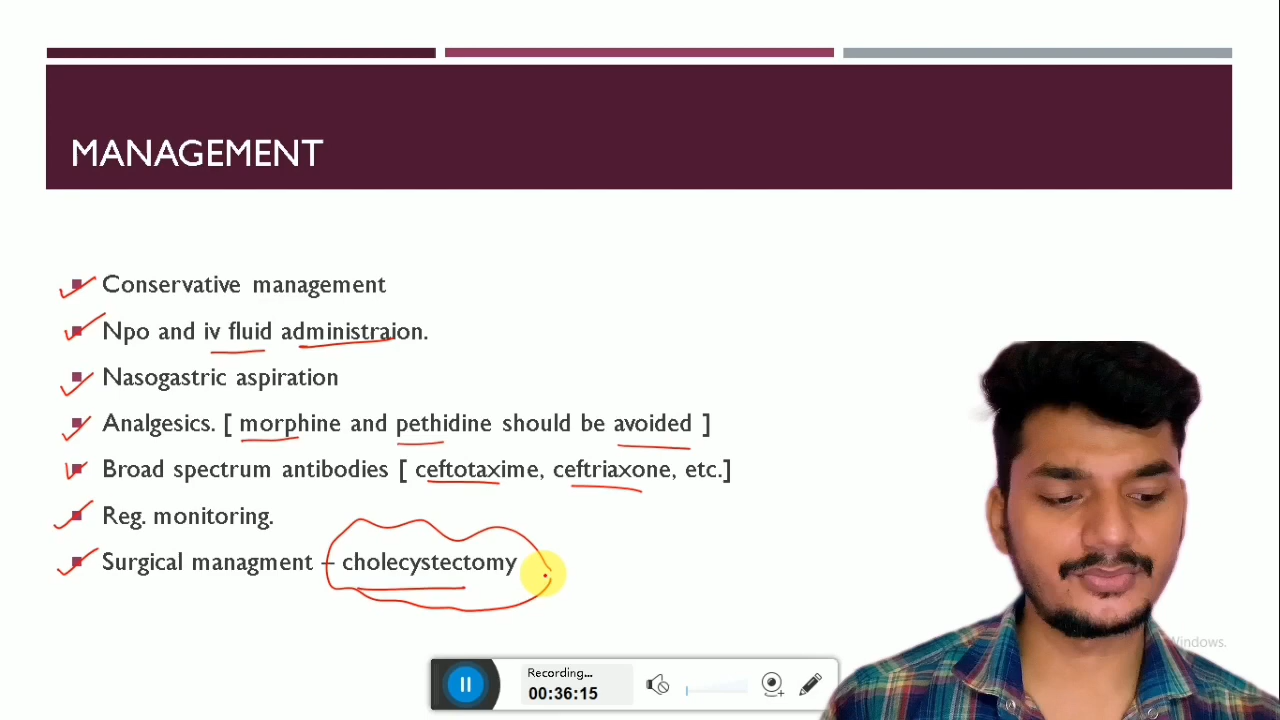 MANAGEMENT
Conservative management
Npo and iv fluid administraion.
Nasogastric aspiration
Analgesics. [ morphine and pethidine should be avoided ]
Broad spectrum antibodies [ ceftotaxime, ceftriaxone, etc.]
Reg. monitoring.
Surgical managment – cholecystectomy
Windows.
Recording...
00:36:15